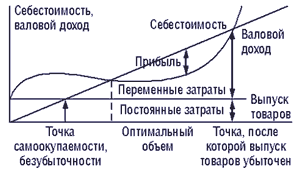 Себестоимость,
валовой доход
Себестоимость
Валовой
доход
Прибыль
Переменные затраты
Постоянные затраты
Выпуск
товаров
Точка
самоокупаемости,
безубыточности
Оптимальный
объем
Точка, после
которой выпуск
товаров убыточен